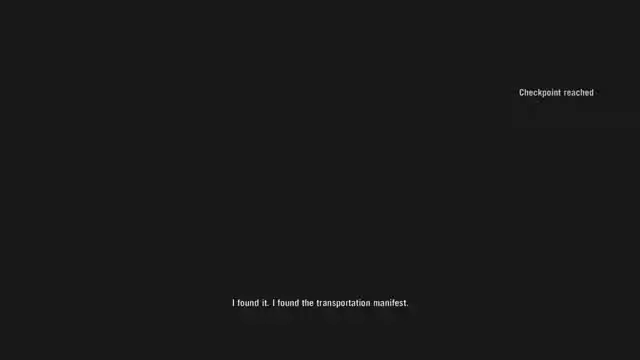 Checkpoint reached
I found it. I found the transportation manifest.